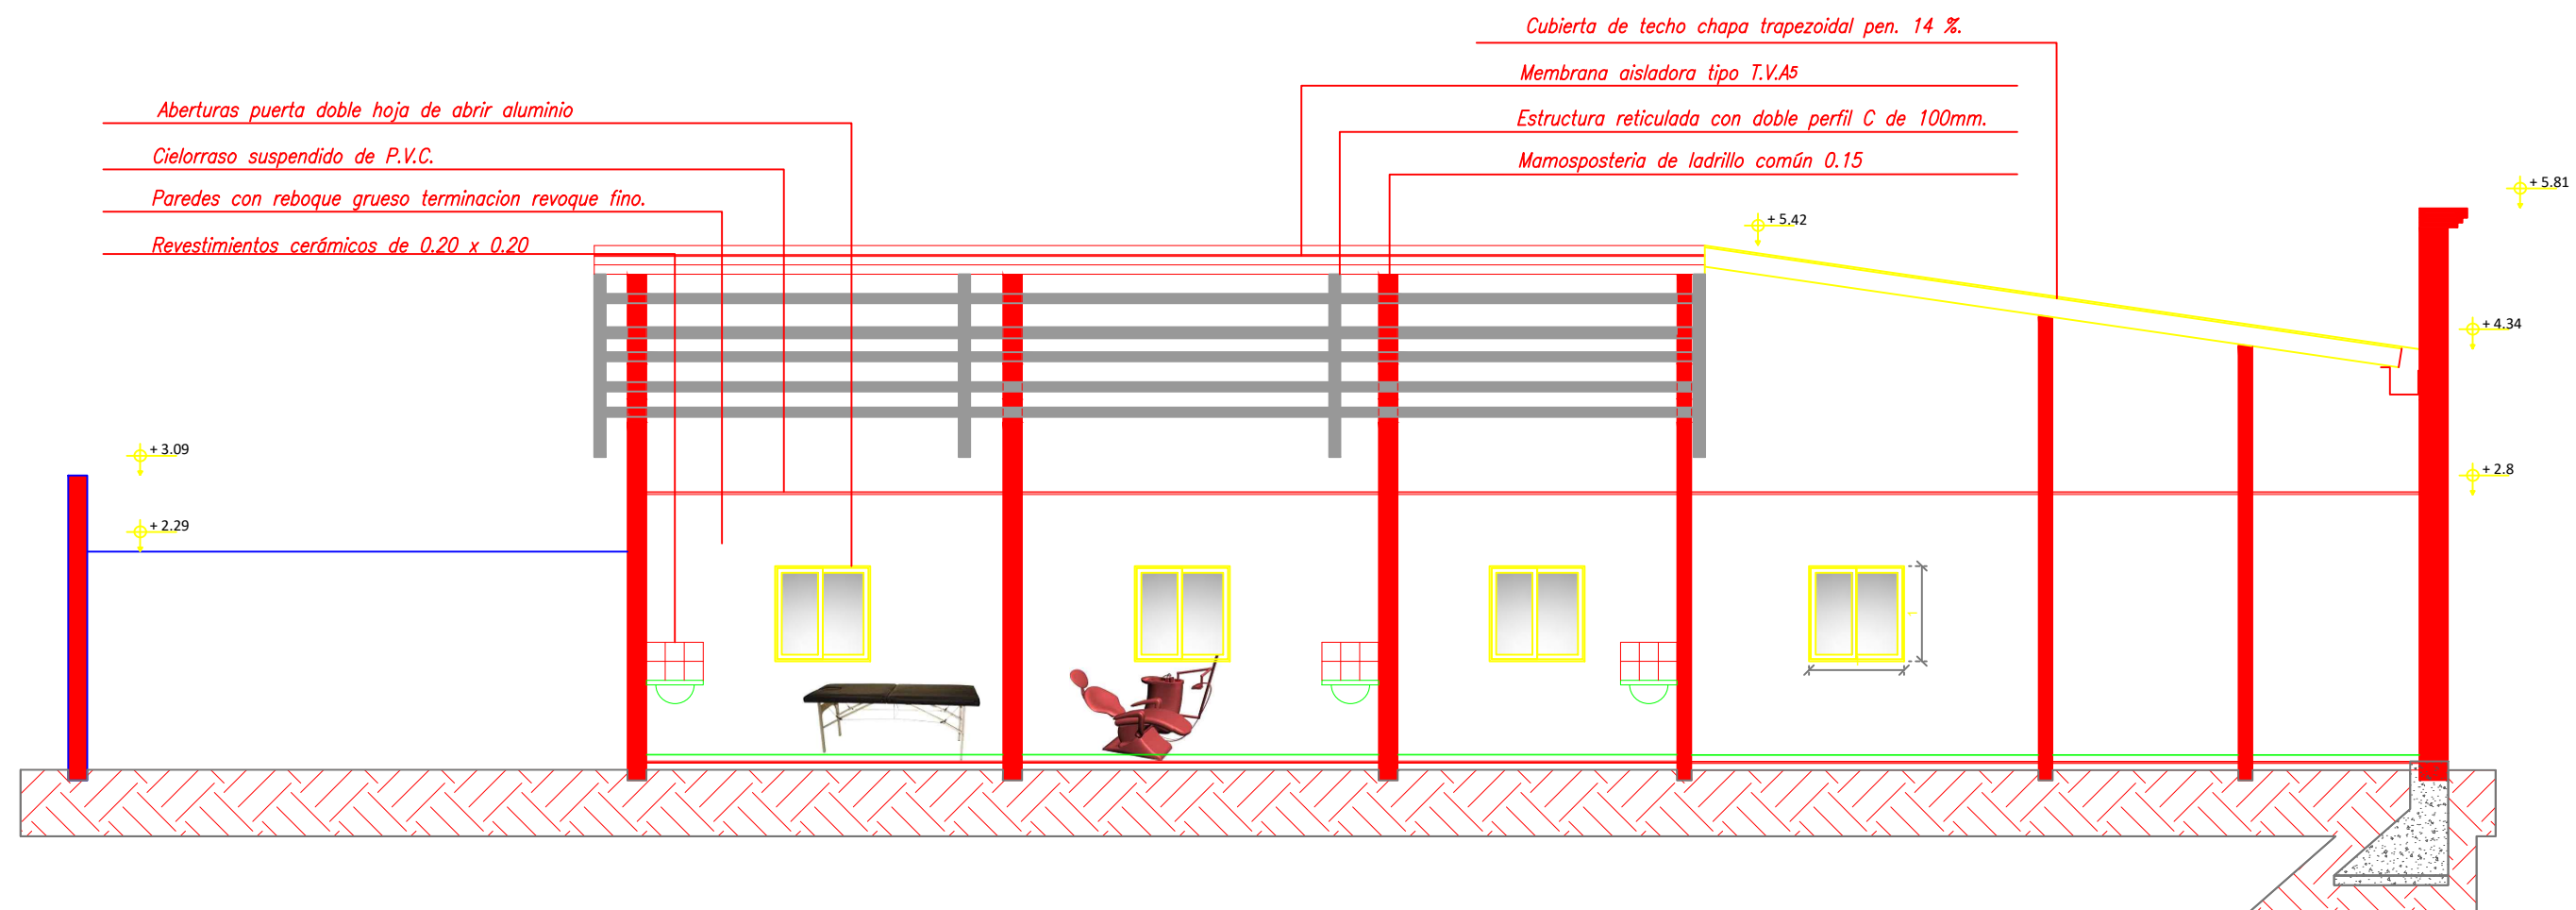 Cubierta de techo chapa trapezoidal pen. 14 %.
Membrana aisladora tipo T.V.A5
Estructura reticulada con doble perfil C de 100mm.
Mamosposteria de ladrillo común 0.15
Aberturas puerta doble hoja de abrir aluminio
Cielorraso suspendido de P.V.C.
Paredes con reboque grueso terminacion revoque fino.
Revestimientos cerámicos de 0.20 x 0.20
+ 5.81
+ 5.42
+ 4.34
+ 3.09
+ 2.8
+ 2.29